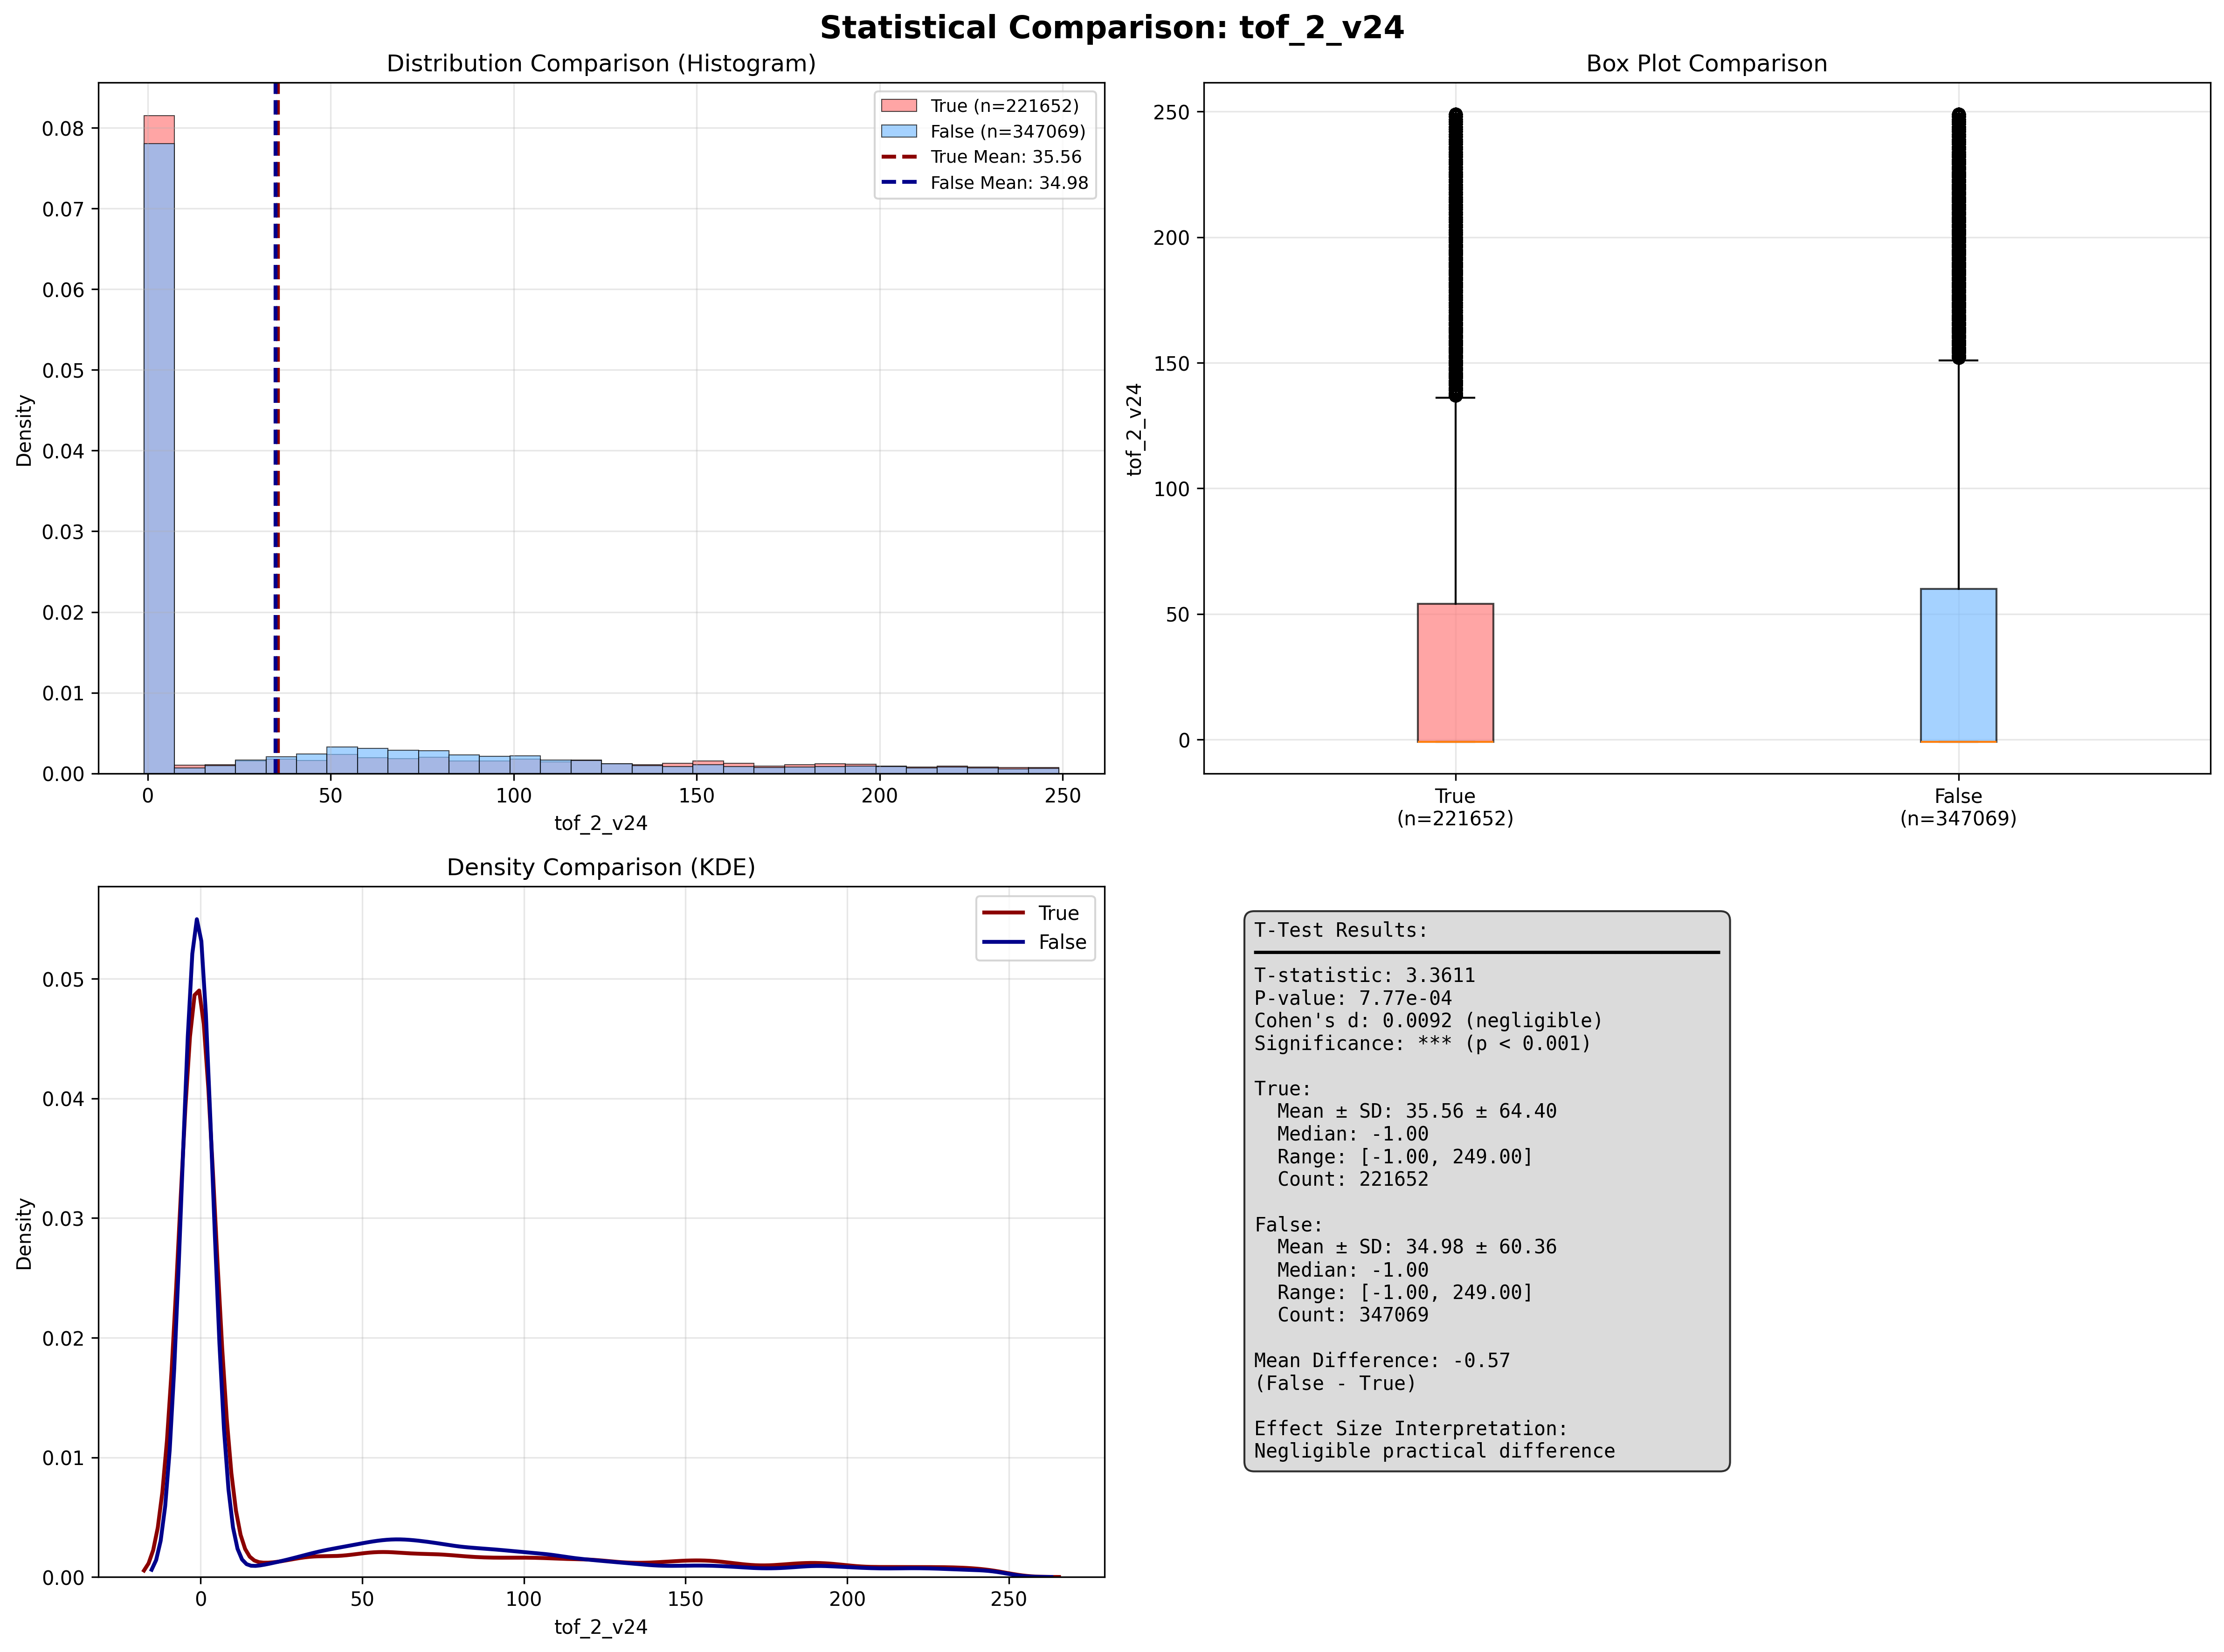 Statistical Comparison: tof_2_v24
Distribution Comparison (Histogram)
Density
0.08
0.07
0.06
0.05
0.04
0.03
0.02
0.01
0.00
0 50 100 150 200 250
tof_2_v24
True (n=221652)
False (n=347069)
True Mean: 35.56
False Mean: 34.98
Box Plot Comparison
tof_2_v24
250
200
150
100
50
0
True
(n=221652)
False
(n=347069)
Density Comparison (KDE)
Density
0.05
0.04
0.03
0.02
0.01
0.00
0 50 100 150 200 250
tof_2_v24
True
False
T-Test Results:
T-statistic: 3.3611
P-value: 7.77e-04
Cohen's d: 0.0092 (negligible)
Significance: *** (p < 0.001)
True:
Mean ± SD: 35.56 ± 64.40
Median: -1.00
Range: [-1.00, 249.00]
Count: 221652
False:
Mean ± SD: 34.98 ± 60.36
Median: -1.00
Range: [-1.00, 249.00]
Count: 347069
Mean Difference: -0.57
(False - True)
Effect Size Interpretation:
Negligible practical difference